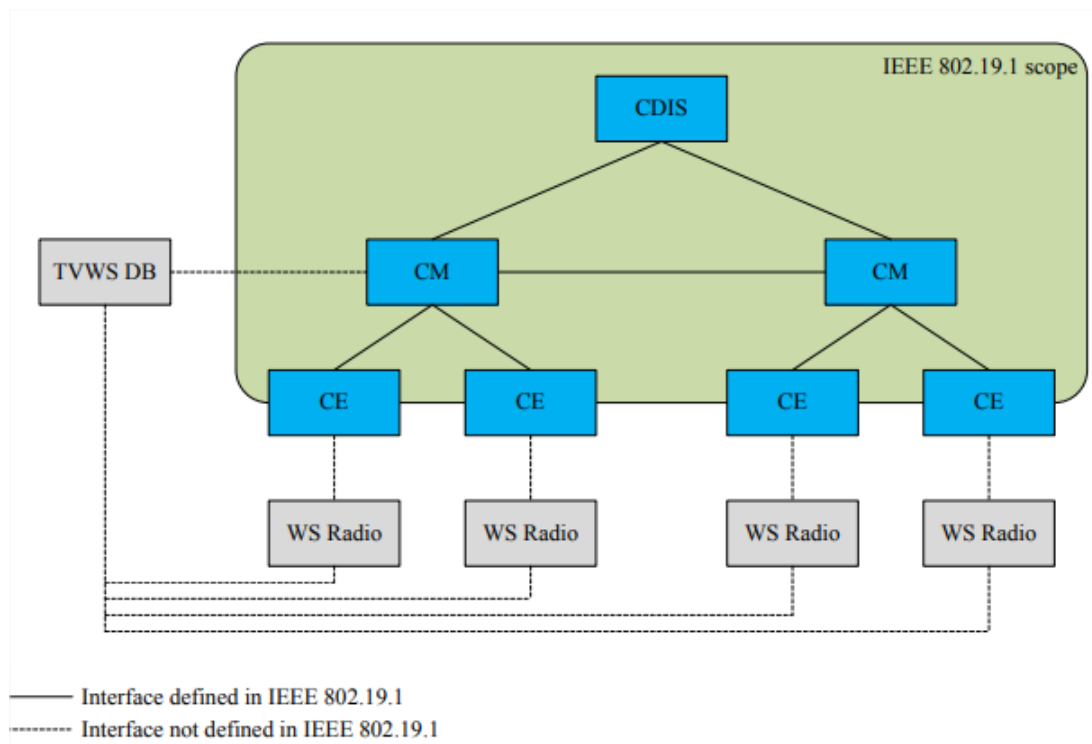 IEEE 802.19.1 scope
CDIS
TVWS DB
CM
CM
CE
CE
CE
CE
WS Radio
WS Radio
WS Radio
WS Radio
Interface defined in IEEE 802.19.1
Interface not defined in IEEE 802.19.1